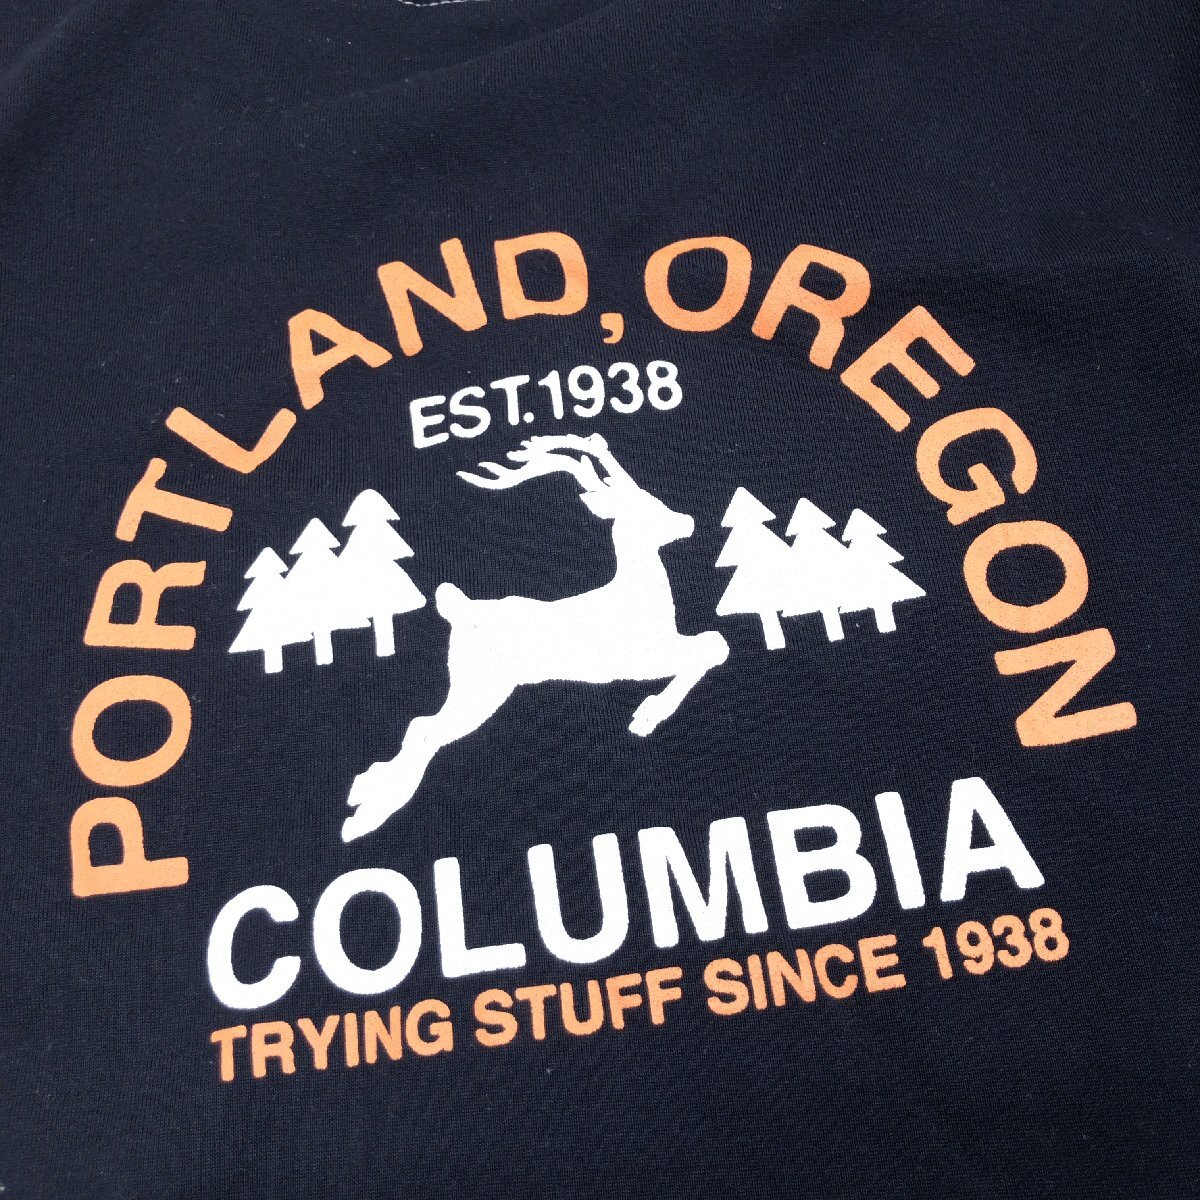 PORTLAND, OREGON
EST. 1938
COLUMBIA
TRYING STUFF SINCE 1938